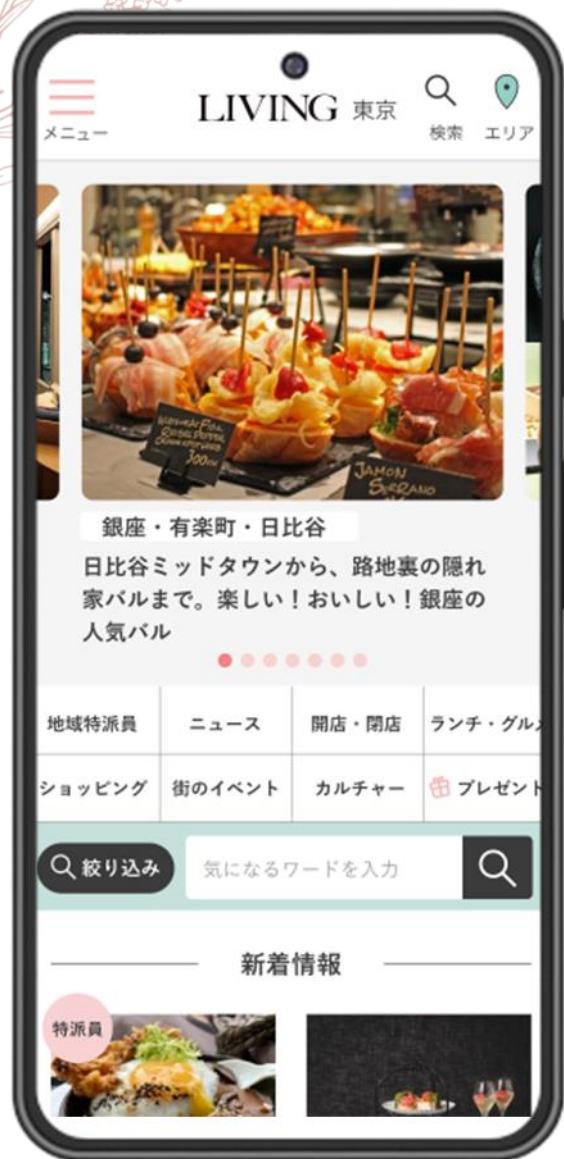 メニュー
LIVING 東京
検索
エリア
JAMON
SERRANO
銀座・有楽町・日比谷
日比谷ミッドタウンから、路地裏の隠れ
家バルまで。楽しい！おいしい！銀座の
人気バル
地域特派員
ニュース
開店・閉店
ランチ・グルメ
ショッピング
街のイベント
カルチャー
プレゼント
絞り込み
気になるワードを入力
新着情報
特派員